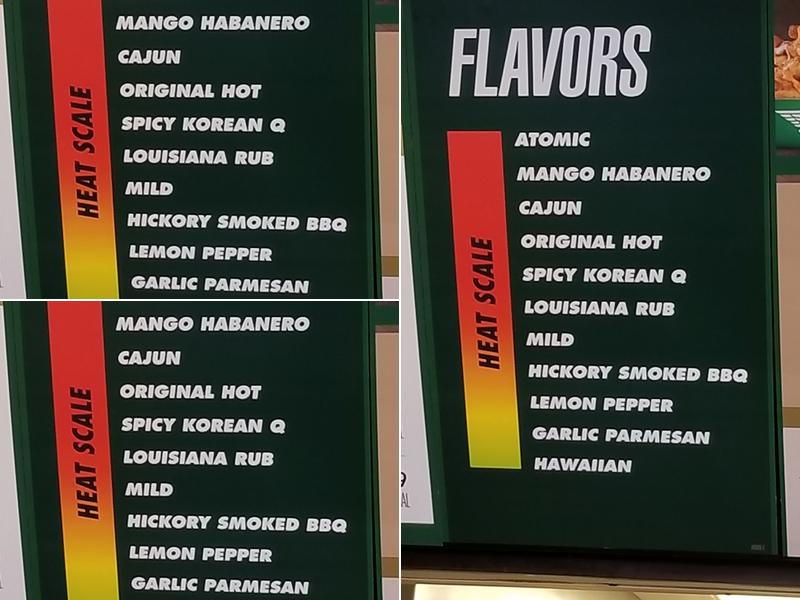 MANGO HABANERO
CAJUN
ORIGINAL HOT
SPICY KOREAN Q
LOUISIANA RUB
MILD
HICKORY SMOKED BBQ
LEMON PEPPER
GARLIC PARMESAN
HEAT SCALE
MANGO HABANERO
CAJUN
ORIGINAL HOT
SPICY KOREAN Q
LOUISIANA RUB
MILD
HICKORY SMOKED BBQ
LEMON PEPPER
GARLIC PARMESAN
HEAT SCALE
FLAVORS
ATOMIC
MANGO HABANERO
CAJUN
ORIGINAL HOT
SPICY KOREAN Q
LOUISIANA RUB
MILD
HICKORY SMOKED BBQ
LEMON PEPPER
GARLIC PARMESAN
HAWAIIAN
HEAT SCALE